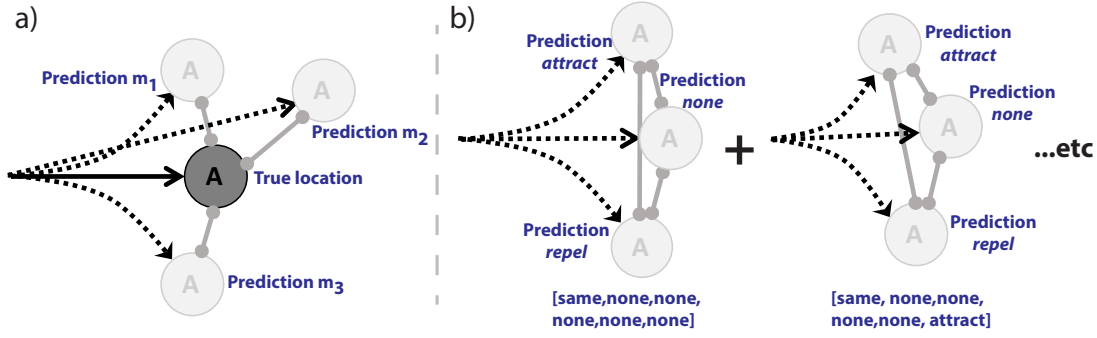 a)
A
Prediction m1
A
Prediction m2
A
True location
A
Prediction m3
b)
A
Prediction
attract
Prediction
none
A
Prediction
repel
A
[same,none,none,
none,none,none]
+
A
Prediction
attract
Prediction
none
A
Prediction
repel
A
[same, none,none,
none,none, attract]
...etc